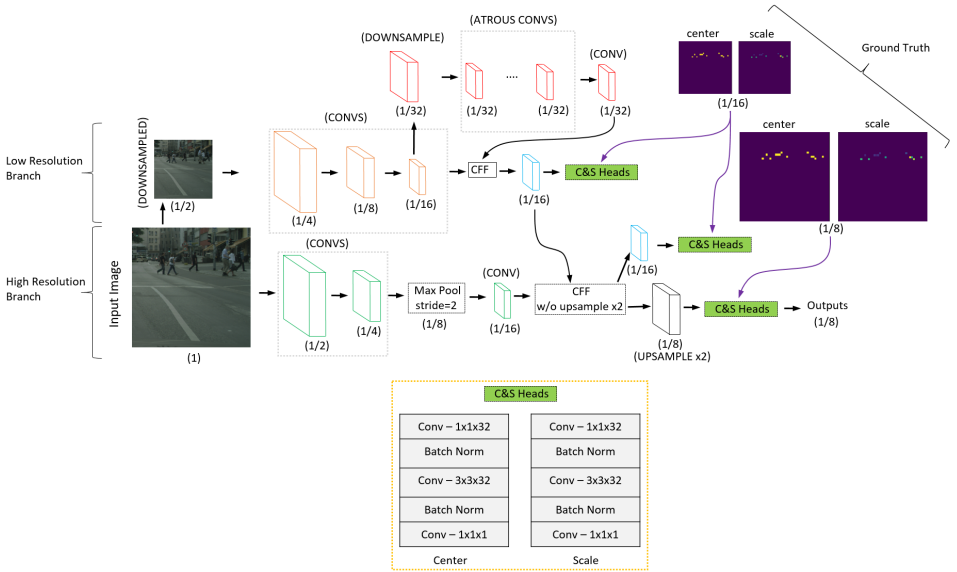 (ATROUS CONVS)
(DOWNSAMPLE)
(CONV)
center
scale
Ground Truth
(1/32)
(1/32)
(1/32)
(1/32)
(1/16)
(CONVS)
center
scale
Low Resolution
Branch
(DOWNSAMPLED)
CFF
C&S Heads
(1/2)
(1/4)
(1/8)
(1/16)
(1/16)
(1/8)
High Resolution
Branch
Input Image
(CONVS)
C&S Heads
(1/16)
(CONV)
Max Pool
stride=2
CFF
w/o upsample x2
C&S Heads
Outputs
(1/8)
(1/2)
(1/4)
(1/8)
(1/16)
(1/8)
(UPSAMPLE x2)
(1)
C&S Heads
Conv – 1x1x32
Batch Norm
Conv – 3x3x32
Batch Norm
Conv – 1x1x1
Center
Conv – 1x1x32
Batch Norm
Conv – 3x3x32
Batch Norm
Conv – 1x1x1
Scale